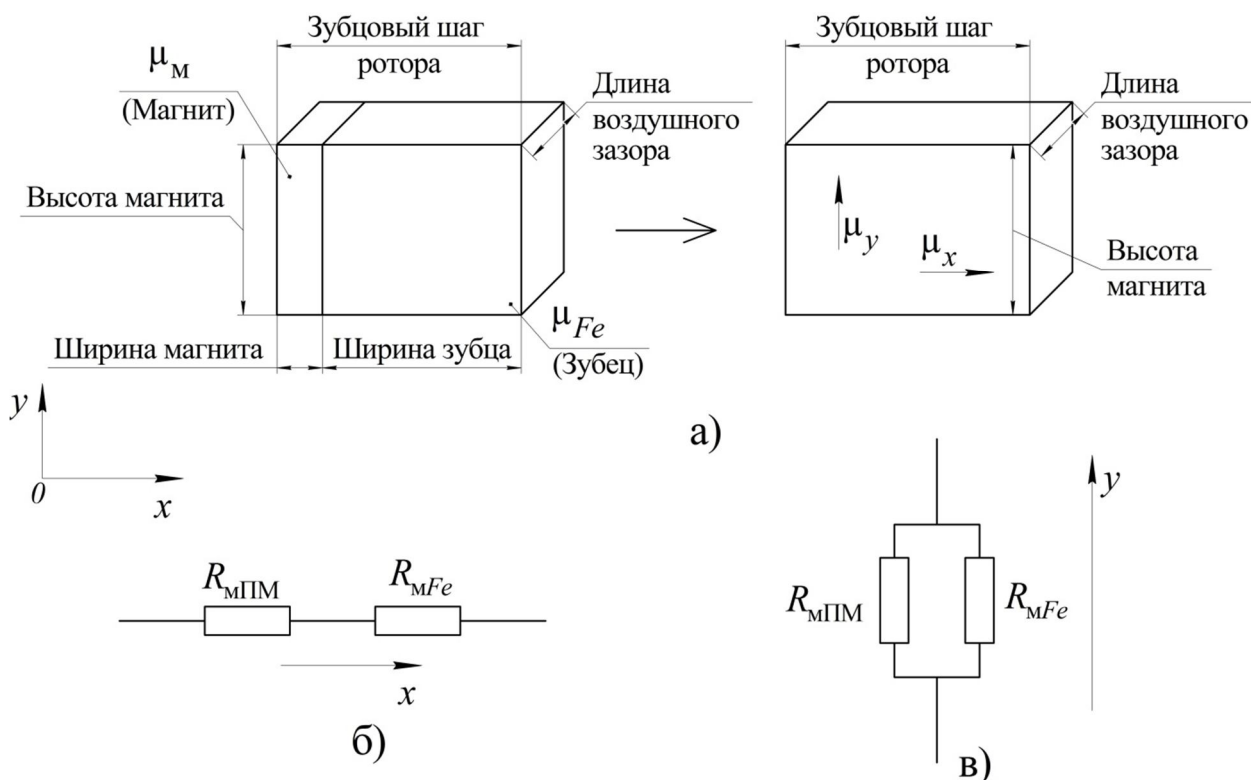 Зубцовый шаг
ротора
μм
(Магнит)
Длина
воздушного
зазора
Высота магнита
μFe
(Зубец)
Ширина магнита
Ширина зубца
Зубцовый шаг
ротора
Длина
воздушного
зазора
μy
μx
Высота
магнита
а)
y
0
x
RмПМ
RмFe
x
б)
RмПМ
RмFe
y
в)